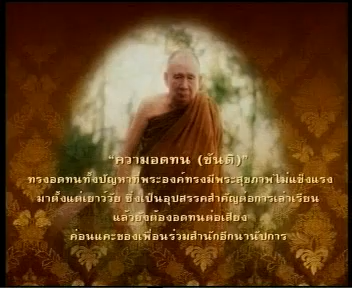 “ความอดทน (ขันติ)”
ทรงอดทนทั้งปัญหาที่พระองค์ทรงมีพระสุขภาพไม่แข็งแรง
มาตั้งแต่เยาว์วัย ซึ่งเป็นอุปสรรคสำคัญต่อการเล่าเรียน
แล้วยังต้องอดทนต่อเสียง
ค่อนแคะของเพื่อนร่วมสำนักอีกนานัปการ